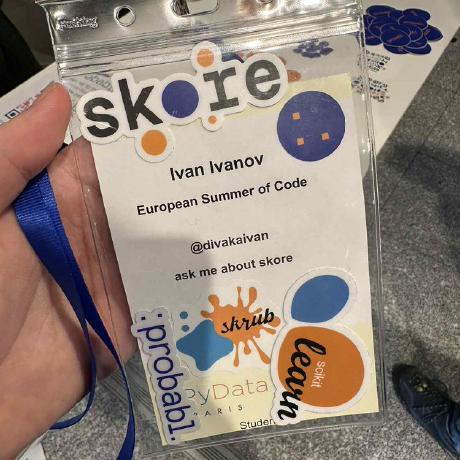 skore
Ivan Ivanov
European Summer of Code
@divakaivan
ask me about skore
skrub
:probabl.
scikit
learn
PyData
PARIS
Studen